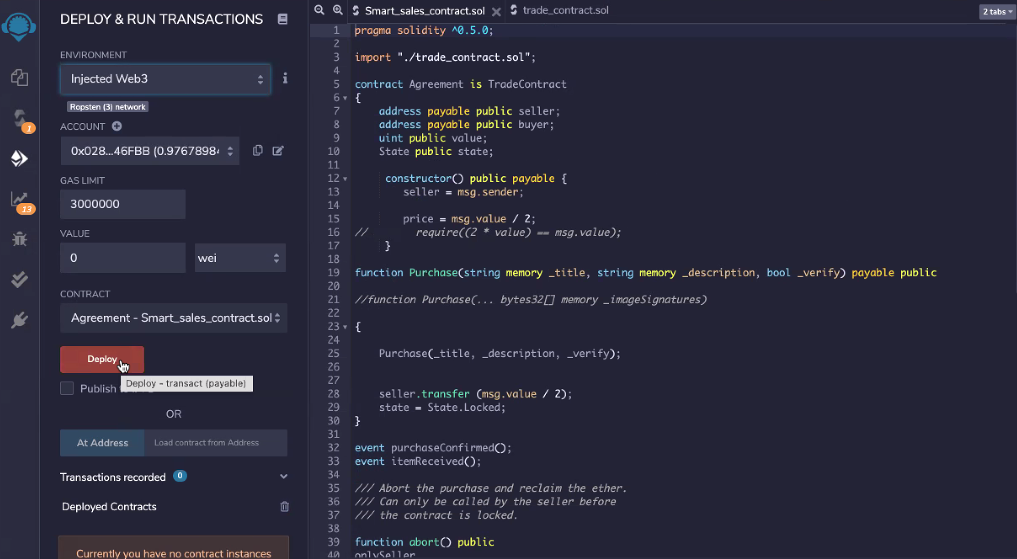 DEPLOY & RUN TRANSACTIONS
ENVIRONMENT
Injected Web3
Ropsten (3) network
ACCOUNT
0x028...46FBB (0.9767898
GAS LIMIT
3000000
VALUE
0 wei
CONTRACT
Agreement - Smart_sales_contract.sol
Deploy
Deploy - transact (payable)
Publish
OR
At Address Load contract from Address
Transactions recorded 0
Deployed Contracts
Currently you have no contract instances
1
13
Smart_sales_contract.sol trade_contract.sol 2 tabs
1 pragma solidity ^0.5.0;
2
3 import "./trade_contract.sol";
4
5 contract Agreement is TradeContract
6 {
7 address payable public seller;
8 address payable public buyer;
9 uint public value;
10 State public state;
11
12 constructor() public payable {
13 seller = msg.sender;
14
15 price = msg.value / 2;
16 // require((2 * value) == msg.value);
17 }
18
19 function Purchase(string memory _title, string memory _description, bool _verify) payable public
20
21 //function Purchase(... bytes32[] memory _imageSignatures)
22
23 {
24
25 Purchase(_title, _description, _verify);
26
27
28 seller.transfer (msg.value / 2);
29 state = State.Locked;
30 }
31
32 event purchaseConfirmed();
33 event itemReceived();
34
35 /// Abort the purchase and reclaim the ether.
36 /// Can only be called by the seller before
37 /// the contract is locked.
38
39 function abort() public
40 onlySeller